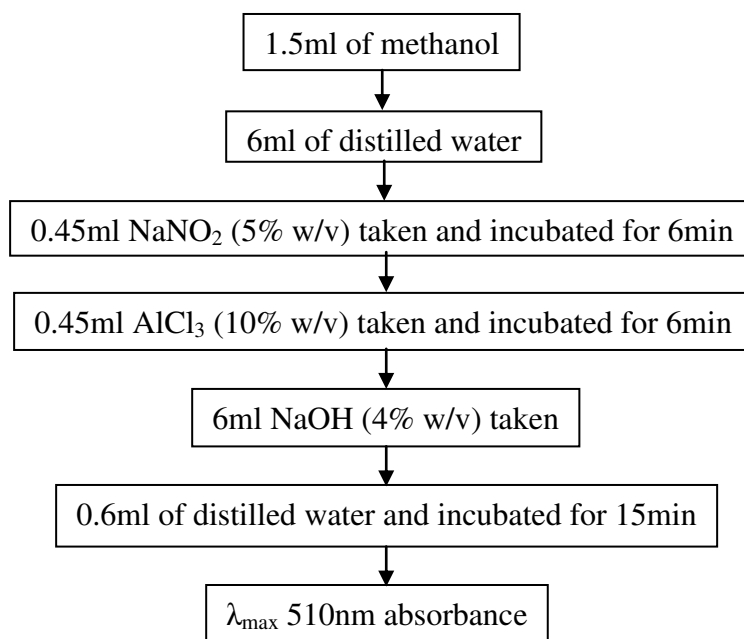 1.5ml of methanol
6ml of distilled water
0.45ml NaNO₂ (5% w/v) taken and incubated for 6min
0.45ml AlCl₃ (10% w/v) taken and incubated for 6min
6ml NaOH (4% w/v) taken
0.6ml of distilled water and incubated for 15min
λmax 510nm absorbance